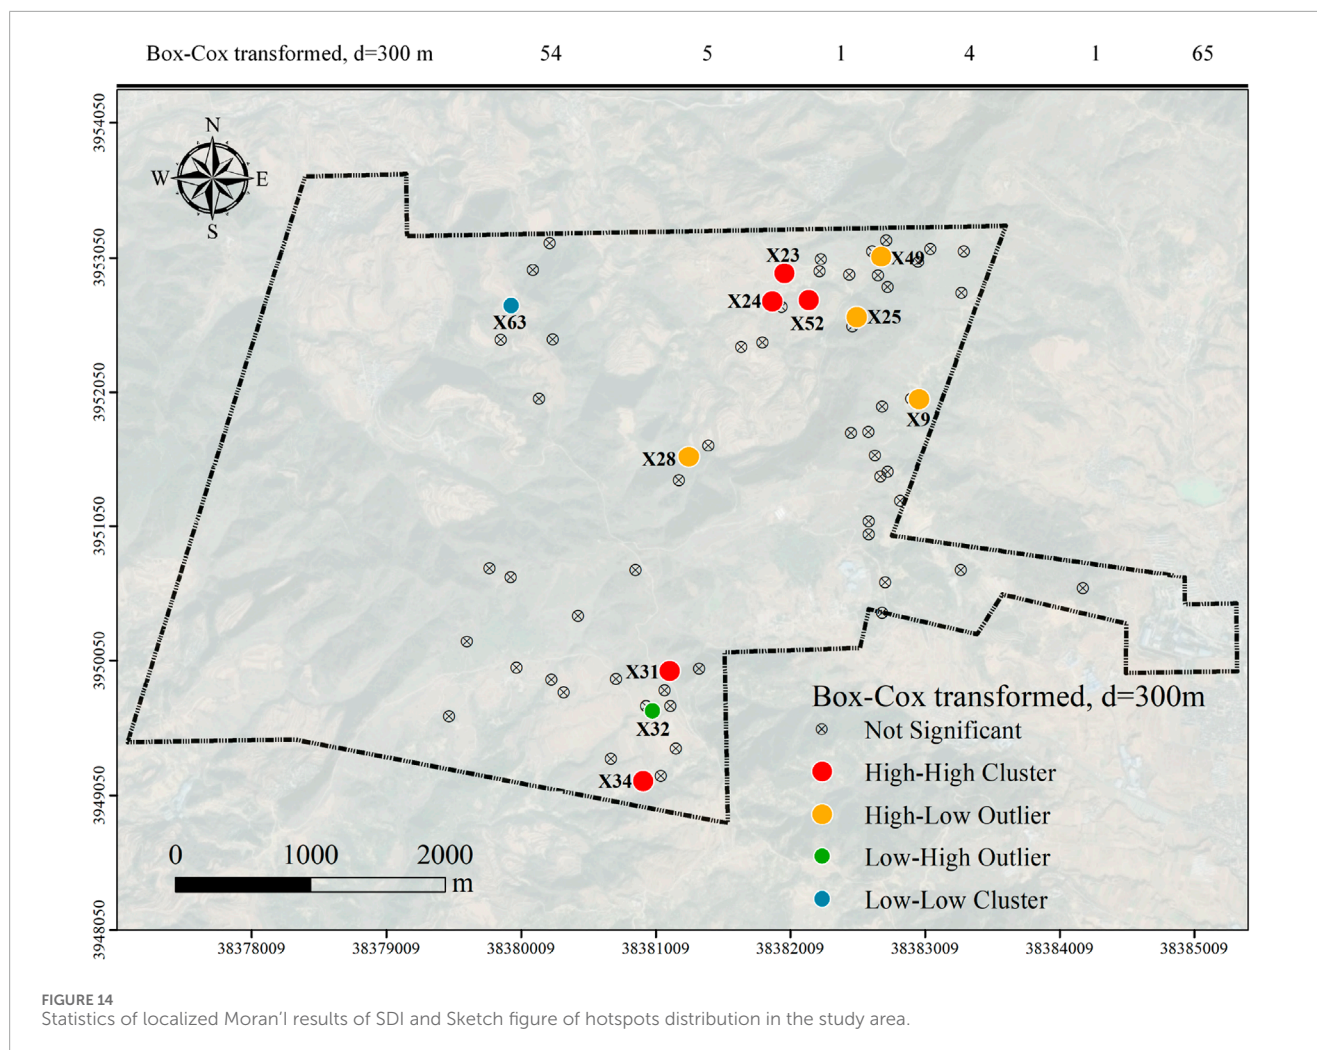 Box-Cox transformed, d=300 m 54 5 1 4 1 65
3954050
N
W E
S
3953050
X23
X49
X24
X52
X25
X63
3952050
X9
X28
3951050
3950050
X31
X32
X34
3949050
Box-Cox transformed, d=300m
Not Significant
High-High Cluster
High-Low Outlier
Low-High Outlier
Low-Low Cluster
0 1000 2000
m
3948050
38378009 38379009 38380009 38381009 38382009 38383009 38384009 38385009
FIGURE 14
Statistics of localized Moran'I results of SDI and Sketch figure of hotspots distribution in the study area.